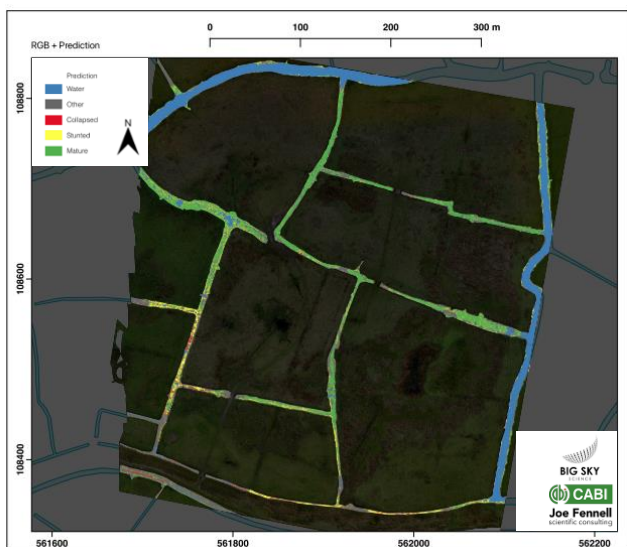 0 100 200 300 m
RGB + Prediction
Prediction
Water
Other
Collapsed
Stunted
Mature
N
108800
108600
108400
561600 561800 562000 562200
BIG SKY
SCIENCE
CABI
Joe Fennell
scientific consulting